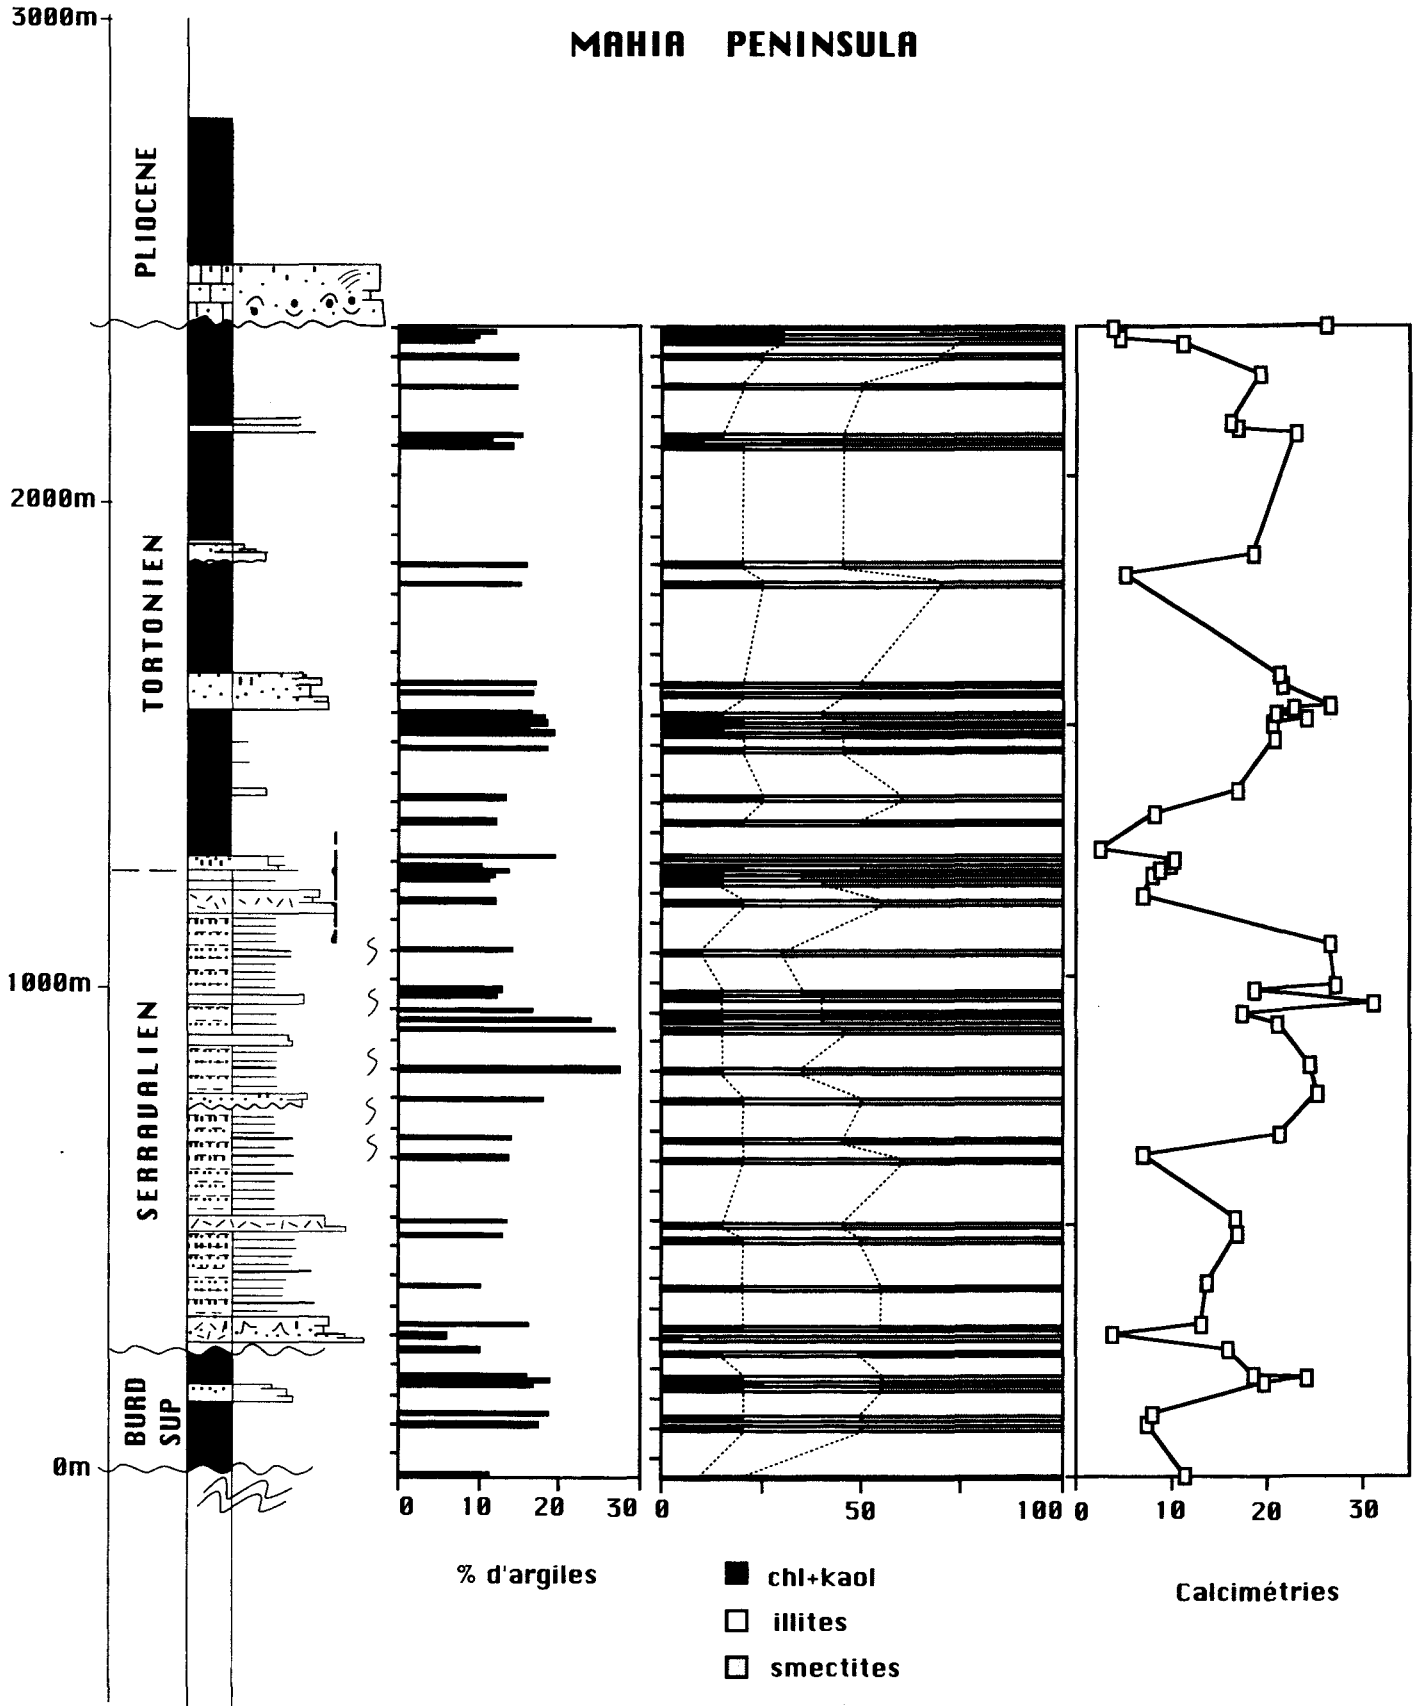 MAHIA PENINSULA
3000m
PLIOCENE
2000m
TORTONIEN
1000m
SERRAVALIEN
BURD
SUP
0m
0 10 20 30
0 50 100
0 10 20 30
% d'argiles
chl+kaol
illites
smectites
Calcimétries